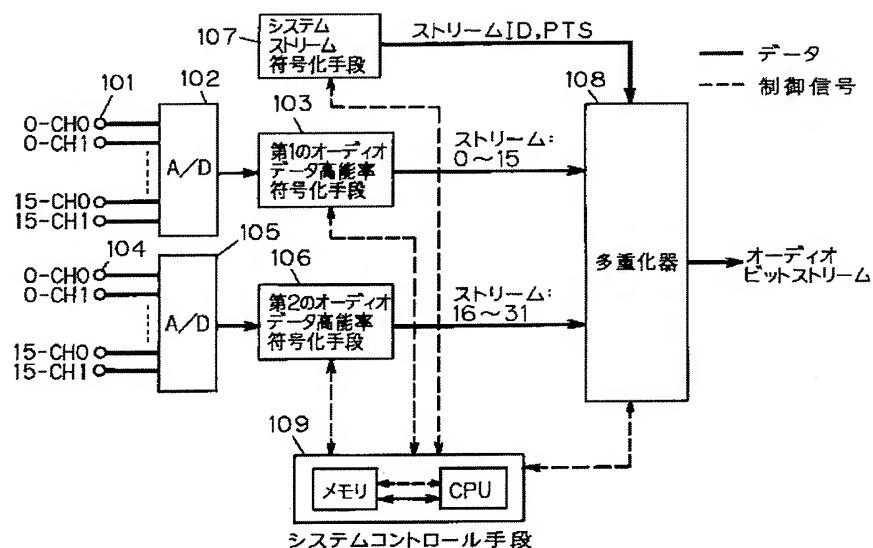 107
システム
ストリーム
符号化手段
ストリームID,PTS
データ
制御信号
108
101
102
0-CH0
0-CH1
15-CH0
15-CH1
A/D
103
第1のオーディオ
データ高能率
符号化手段
ストリーム:
0~15
104
105
0-CH0
0-CH1
15-CH0
15-CH1
A/D
106
第2のオーディオ
データ高能率
符号化手段
ストリーム:
16~31
多重化器
オーディオ
ビットストリーム
109
メモリ
CPU
システムコントロール手段